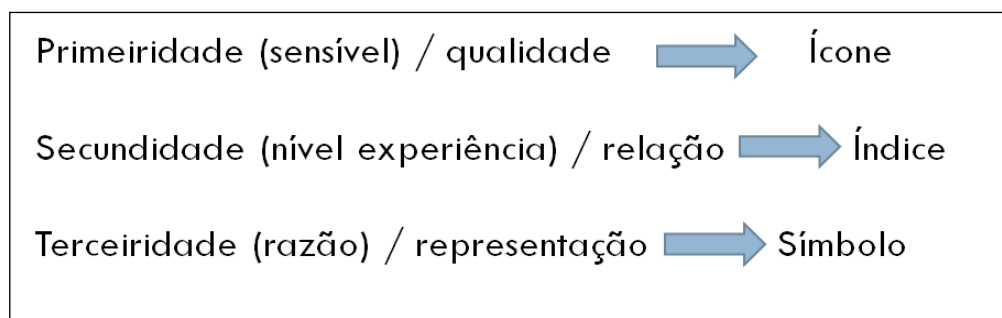 Primeiridade (sensível) / qualidade Ícone
Secundidade (nível experiência) / relação Índice
Terceiridade (razão) / representação Símbolo